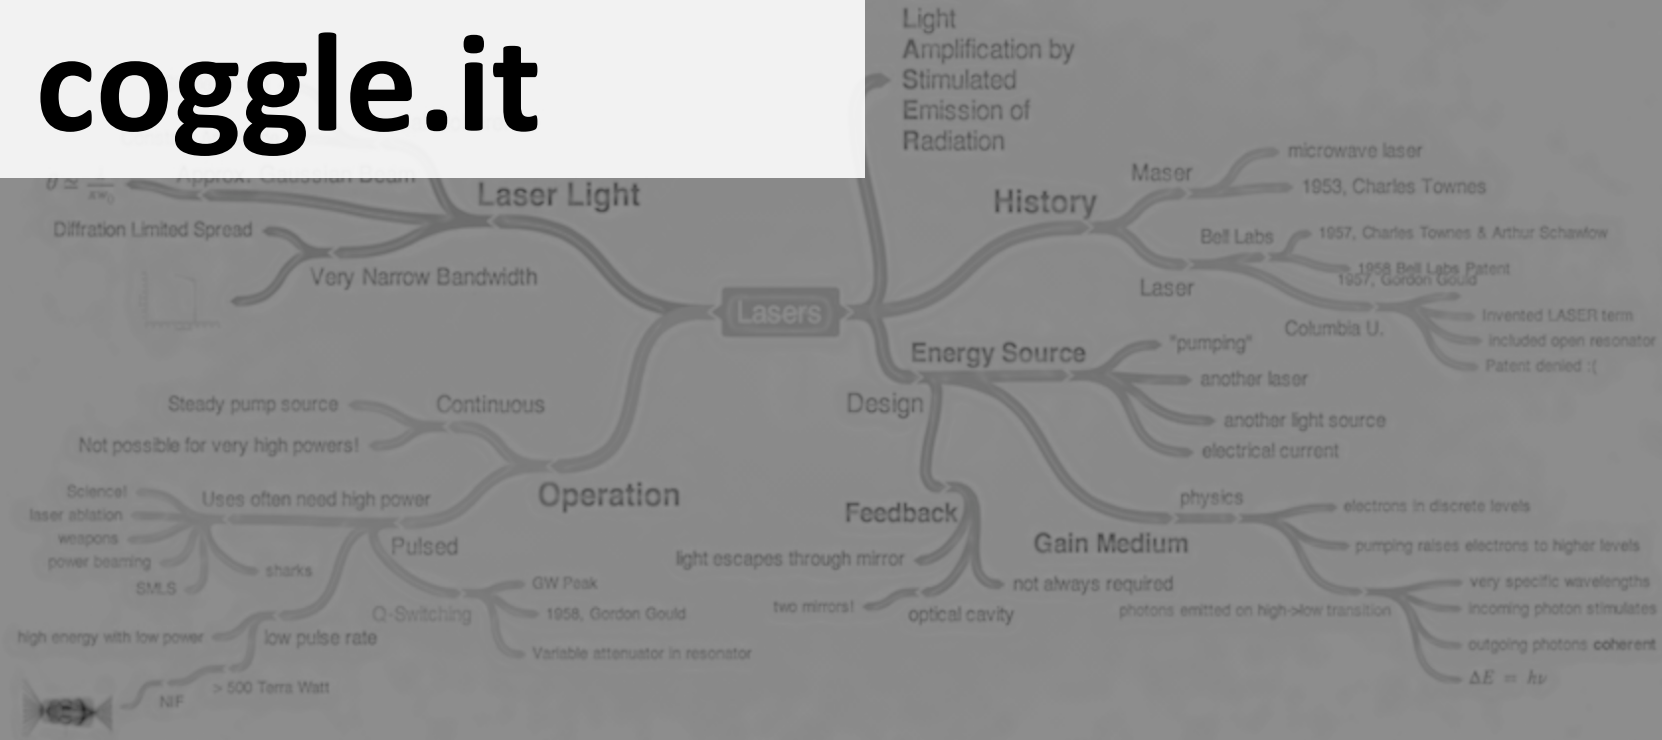 coggle.it
Light
Amplification by
Stimulated
Emission of
Radiation
Approx. Gaussian Beam
Laser Light
Diffration Limited Spread
Very Narrow Bandwidth
Lasers
History
Maser
microwave laser
1953, Charles Townes
Bell Labs
1957, Charles Townes & Arthur Schawlow
1958 Bell Labs Patent
1957, Gordon Gould
Laser
Columbia U.
Invented LASER term
included open resonator
Patent denied :(
Energy Source
"pumping"
another laser
another light source
electrical current
Design
Steady pump source
Continuous
Not possible for very high powers!
Operation
Science!
Uses often need high power
laser ablation
weapons
power beaming
SMLS
sharks
Pulsed
GW Peak
Q-Switching
1958, Gordon Gould
Variable attenuator in resonator
high energy with low power
low pulse rate
> 500 Terra Watt
NIF
Feedback
light escapes through mirror
two mirrors!
optical cavity
not always required
Gain Medium
physics
electrons in discrete levels
pumping raises electrons to higher levels
photons emitted on high->low transition
very specific wavelengths
incoming photon stimulates
outgoing photons coherent
ΔE = hν